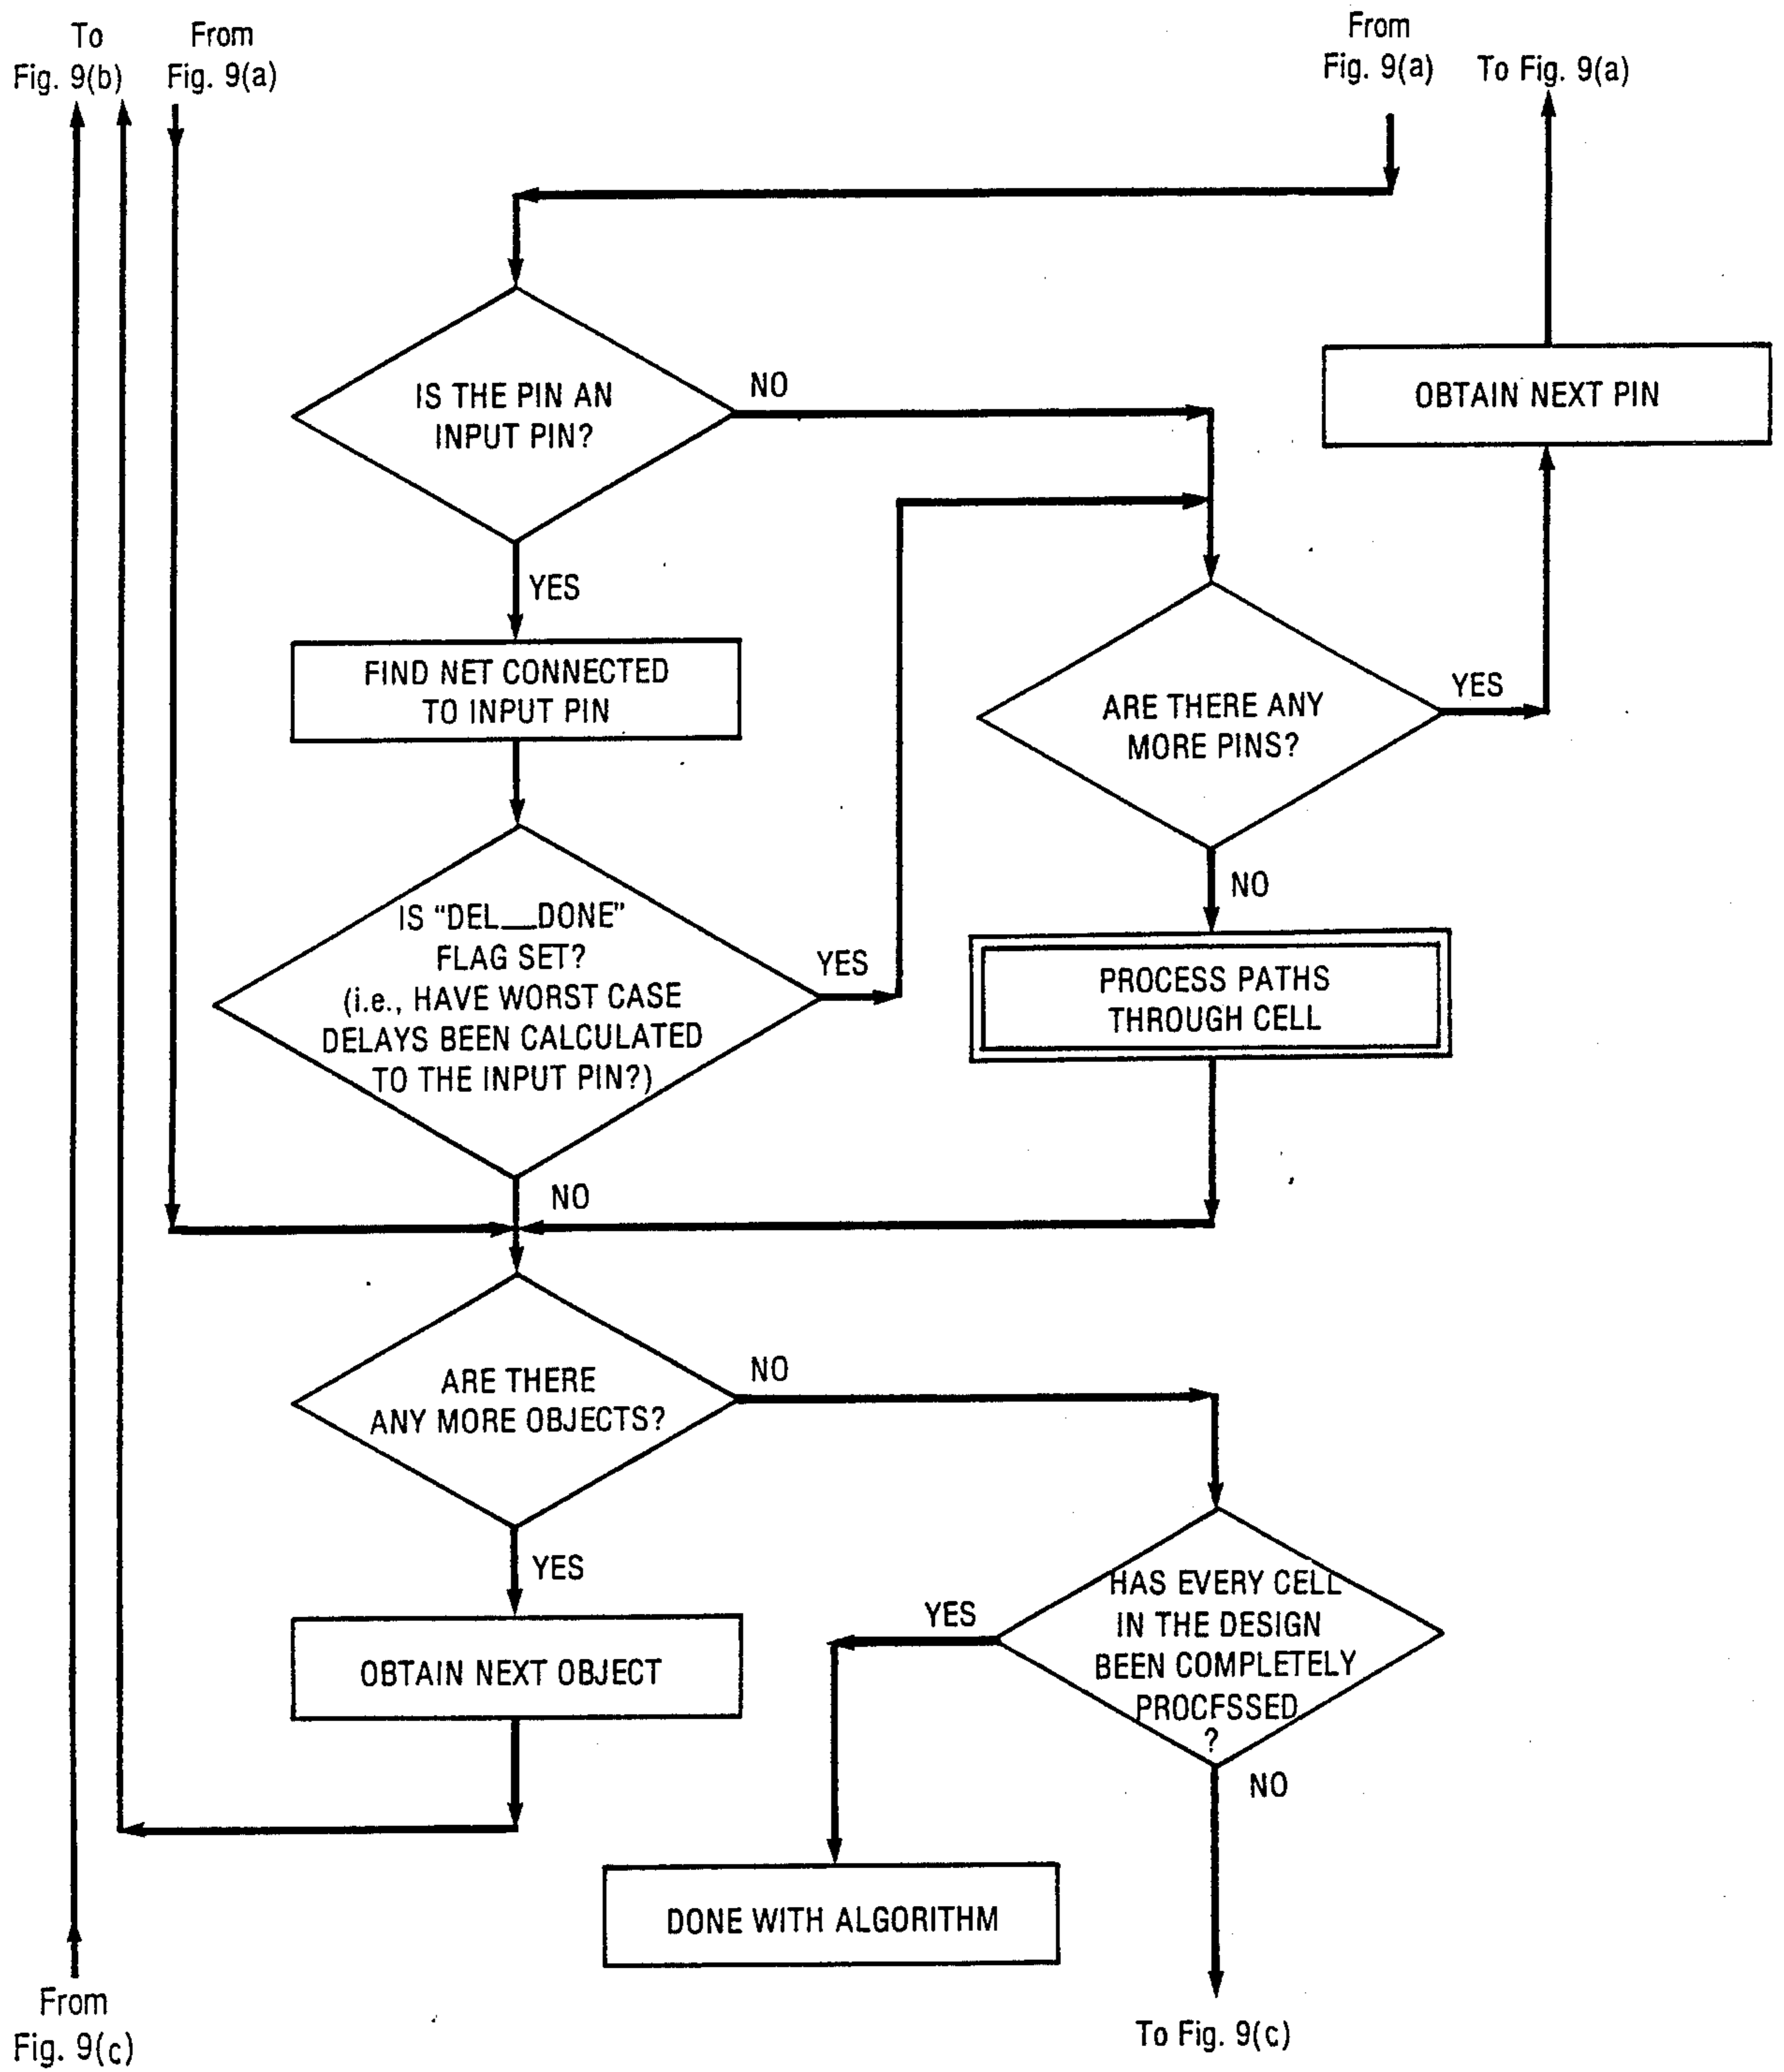 To
Fig. 9(b)
From
Fig. 9(a)
From
Fig. 9(a)
To Fig. 9(a)
IS THE PIN AN
INPUT PIN?
NO
OBTAIN NEXT PIN
YES
FIND NET CONNECTED
TO INPUT PIN
ARE THERE ANY
MORE PINS?
YES
NO
IS “DEL__DONE”
FLAG SET?
(i.e., HAVE WORST CASE
DELAYS BEEN CALCULATED
TO THE INPUT PIN?)
YES
PROCESS PATHS
THROUGH CELL
NO
ARE THERE
ANY MORE OBJECTS?
NO
YES
OBTAIN NEXT OBJECT
HAS EVERY CELL
IN THE DESIGN
BEEN COMPLETELY
PROCFSSED
?
YES
NO
DONE WITH ALGORITHM
From
Fig. 9(c)
To Fig. 9(c)